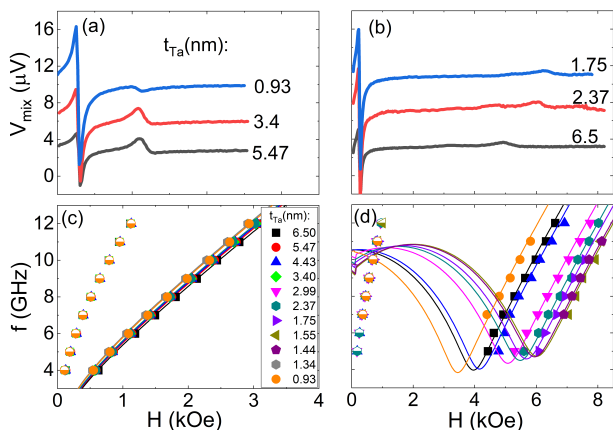 (a)
t_Ta(nm):
0.93
3.4
5.47
16
12
8
4
0
V_mix (μV)
(b)
1.75
2.37
6.5
(c)
t_Ta(nm):
6.50
5.47
4.43
3.40
2.99
2.37
1.75
1.55
1.44
1.34
0.93
12
10
8
6
4
f (GHz)
0 1 2 3 4
H (kOe)
(d)
0 2 4 6 8
H (kOe)